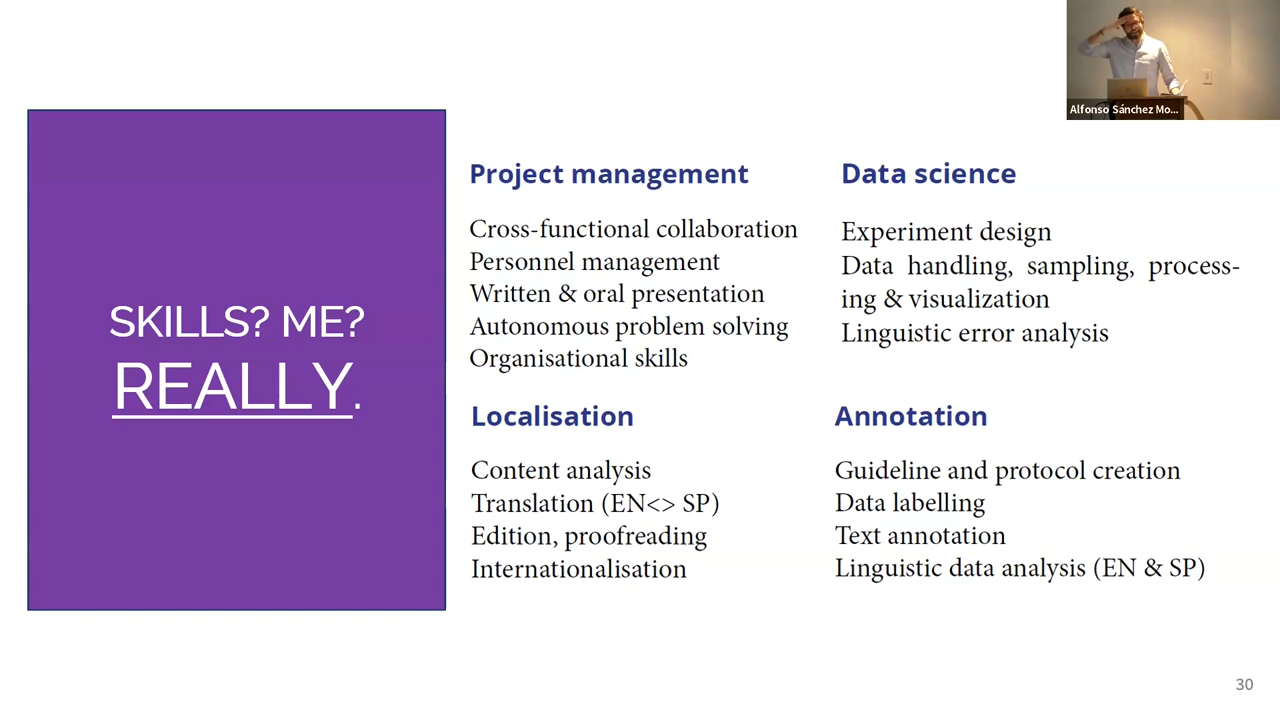 Alfonso Sánchez Mo...
SKILLS? ME?
REALLY.
Project management
Cross-functional collaboration
Personnel management
Written & oral presentation
Autonomous problem solving
Organisational skills
Data science
Experiment design
Data handling, sampling, process-
ing & visualization
Linguistic error analysis
Localisation
Content analysis
Translation (EN<> SP)
Edition, proofreading
Internationalisation
Annotation
Guideline and protocol creation
Data labelling
Text annotation
Linguistic data analysis (EN & SP)
30